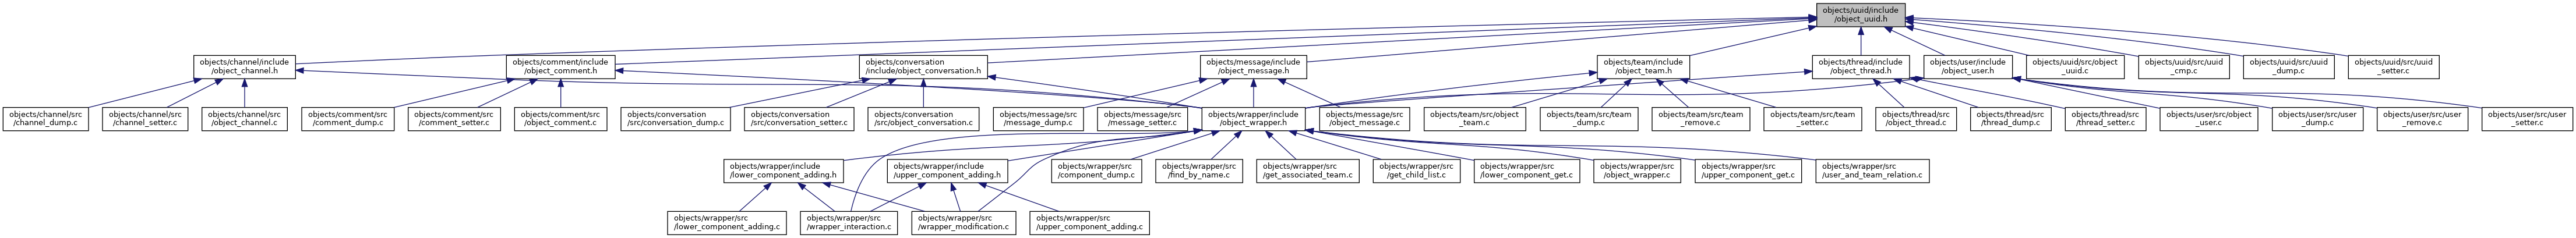 objects/uuid/include
/object_uuid.h
objects/channel/include
/object_channel.h
objects/comment/include
/object_comment.h
objects/conversation
/include/object_conversation.h
objects/message/include
/object_message.h
objects/team/include
/object_team.h
objects/thread/include
/object_thread.h
objects/user/include
/object_user.h
objects/uuid/src/object
_uuid.c
objects/uuid/src/uuid
_cmp.c
objects/uuid/src/uuid
_dump.c
objects/uuid/src/uuid
_setter.c
objects/channel/src
/channel_dump.c
objects/channel/src
/channel_setter.c
objects/channel/src
/object_channel.c
objects/comment/src
/comment_dump.c
objects/comment/src
/comment_setter.c
objects/comment/src
/object_comment.c
objects/conversation
/src/conversation_dump.c
objects/conversation
/src/conversation_setter.c
objects/conversation
/src/object_conversation.c
objects/message/src
/message_dump.c
objects/message/src
/message_setter.c
objects/wrapper/include
/object_wrapper.h
objects/message/src
/object_message.c
objects/team/src/object
_team.c
objects/team/src/team
_dump.c
objects/team/src/team
_remove.c
objects/team/src/team
_setter.c
objects/thread/src
/object_thread.c
objects/thread/src
/thread_dump.c
objects/thread/src
/thread_setter.c
objects/user/src/object
_user.c
objects/user/src/user
_dump.c
objects/user/src/user
_remove.c
objects/user/src/user
_setter.c
objects/wrapper/include
/lower_component_adding.h
objects/wrapper/include
/upper_component_adding.h
objects/wrapper/src
/component_dump.c
objects/wrapper/src
/find_by_name.c
objects/wrapper/src
/get_associated_team.c
objects/wrapper/src
/get_child_list.c
objects/wrapper/src
/lower_component_get.c
objects/wrapper/src
/object_wrapper.c
objects/wrapper/src
/upper_component_get.c
objects/wrapper/src
/user_and_team_relation.c
objects/wrapper/src
/lower_component_adding.c
objects/wrapper/src
/wrapper_interaction.c
objects/wrapper/src
/wrapper_modification.c
objects/wrapper/src
/upper_component_adding.c